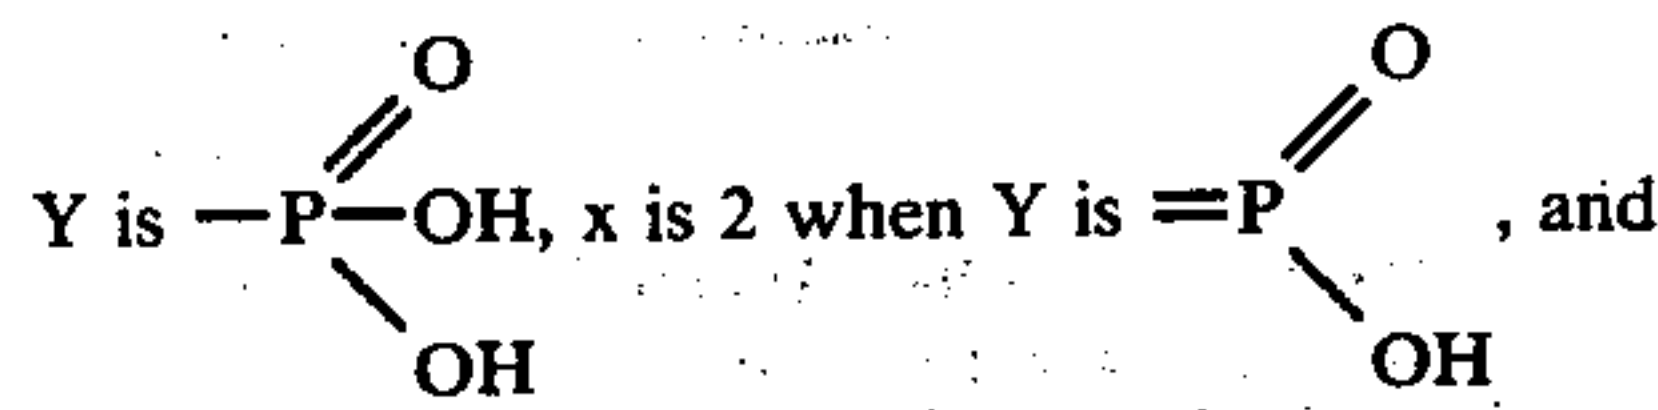 O O
Y is —P—OH, x is 2 when Y is =P , and
OH OH